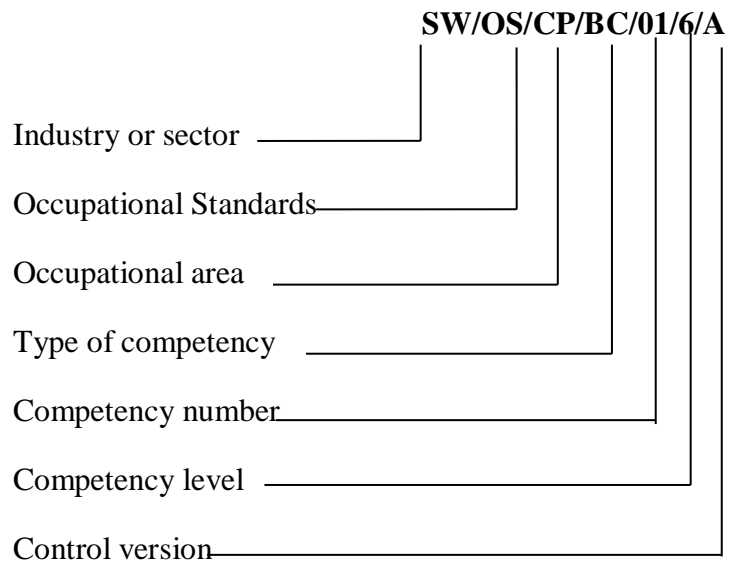 SW/OS/CP/BC/01/6/A
Industry or sector
Occupational Standards
Occupational area
Type of competency
Competency number
Competency level
Control version